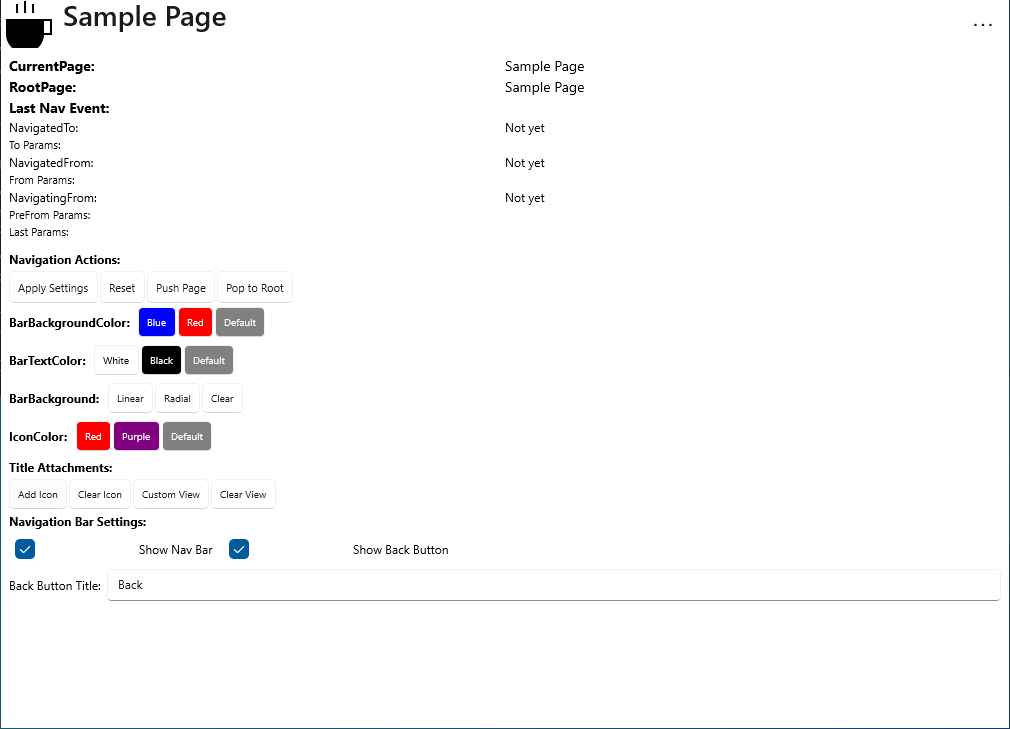 Sample Page
...
CurrentPage: Sample Page
RootPage: Sample Page
Last Nav Event:
NavigatedTo: Not yet
To Params:
NavigatedFrom: Not yet
From Params:
NavigatingFrom: Not yet
PreFrom Params:
Last Params:
Navigation Actions:
Apply Settings Reset Push Page Pop to Root
BarBackgroundColor: Blue Red Default
BarTextColor: White Black Default
BarBackground: Linear Radial Clear
IconColor: Red Purple Default
Title Attachments:
Add Icon Clear Icon Custom View Clear View
Navigation Bar Settings:
Show Nav Bar Show Back Button
Back Button Title: Back